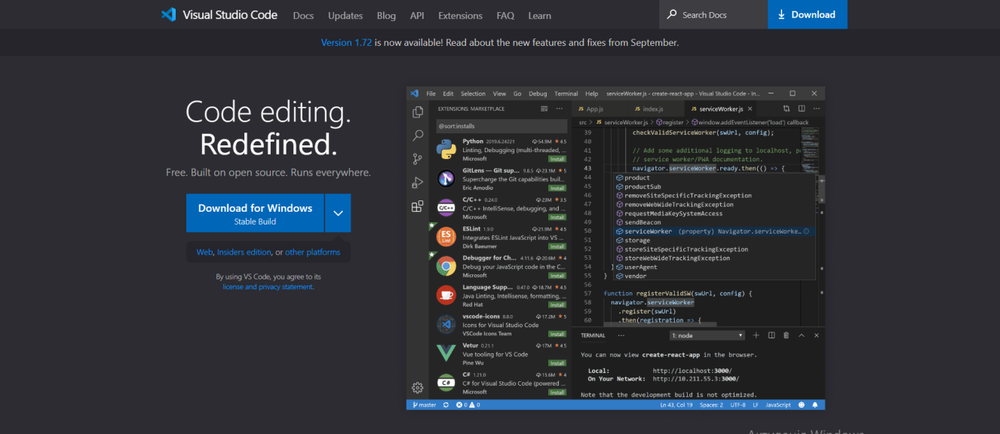 Visual Studio Code Docs Updates Blog API Extensions FAQ Learn Search Docs Download
Version 1.72 is now available! Read about the new features and fixes from September.
Code editing.
Redefined.
Free. Built on open source. Runs everywhere.
Download for Windows
Stable Build
Web, Insiders edition, or other platforms
By using VS Code, you agree to its
license and privacy statement.
File Edit Selection View Go Debug Terminal Help serviceWorker.js - create-react-app - Visual Studio Code - In...
EXTENSIONS: MARKETPLACE
@sort:installs
Python 2019.6.24221 54.9M 4.5
Linting, Debugging (multi-threaded, ...
Microsoft Install
GitLens — Git sup... 9.8.5 23.1M 5
Supercharge the Git capabilities buil...
Eric Amodio Install
C/C++ 0.24.0 23M 3.5
C/C++ IntelliSense, debugging, and ...
Microsoft Install
ESLint 1.9.0 21.9M 4.5
Integrates ESLint JavaScript into VS ...
Dirk Baeumer Install
Debugger for Ch... 4.11.6 20.6M 4
Debug your JavaScript code in the C...
Microsoft Install
Language Supp... 0.47.0 18.7M 4.5
Java Linting, Intellisense, formatting, ...
Red Hat Install
vscode-icons 8.8.0 17.2M 5
Icons for Visual Studio Code
VSCode Icons Team Install
Vetur 0.21.1 17M 4.5
Vue tooling for VS Code
Pine Wu Install
C# 1.21.0 15.6M 4
C# for Visual Studio Code (powered ...
Microsoft Install
JS App.js JS index.js JS serviceWorker.js
src > JS serviceWorker.js > register > window.addEventListener('load') callback
39 checkValidServiceWorker(swUrl, config);
40
41 // Add some additional logging to localhost, p
42 // service worker/PWA documentation.
43 navigator.serviceWorker.ready.then(() => {
44 product
45 productSub
46 removeSiteSpecificTrackingException
47 removeWebWideTrackingException
48 requestMediaKeySystemAccess
49 sendBeacon
50 serviceWorker (property) Navigator.serviceWorke...
51 storage
52 storeSiteSpecificTrackingException
53 storeWebWideTrackingException
54 } userAgent
55 } vendor
56
57 function registerValidSW(swUrl, config) {
58 navigator.serviceWorker
59 .register(swUrl)
60 .then(registration => {
TERMINAL ... 1: node
You can now view create-react-app in the browser.
Local: http://localhost:3000/
On Your Network: http://10.211.55.3:3000/
Note that the development build is not optimized.
master 0 0 Ln 43, Col 19 Spaces: 2 UTF-8 LF JavaScript